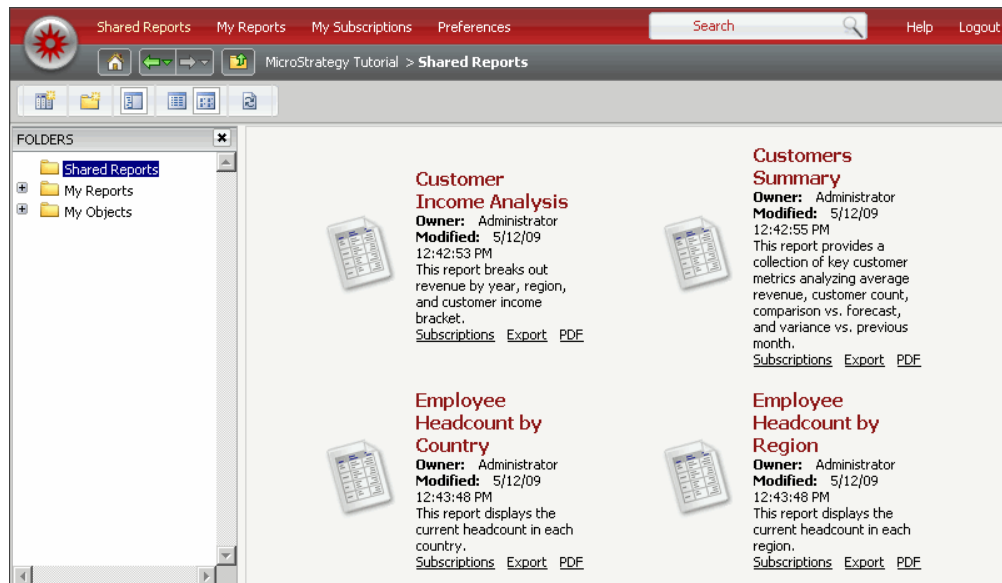 Shared Reports My Reports My Subscriptions Preferences Search Help Logout
MicroStrategy Tutorial > Shared Reports
FOLDERS
Shared Reports
My Reports
My Objects
Customer
Income Analysis
Owner: Administrator
Modified: 5/12/09
12:42:53 PM
This report breaks out
revenue by year, region,
and customer income
bracket.
Subscriptions Export PDF
Customers
Summary
Owner: Administrator
Modified: 5/12/09
12:42:55 PM
This report provides a
collection of key customer
metrics analyzing average
revenue, customer count,
comparison vs. forecast,
and variance vs. previous
month.
Subscriptions Export PDF
Employee
Headcount by
Country
Owner: Administrator
Modified: 5/12/09
12:43:48 PM
This report displays the
current headcount in each
country.
Subscriptions Export PDF
Employee
Headcount by
Region
Owner: Administrator
Modified: 5/12/09
12:43:48 PM
This report displays the
current headcount in each
region.
Subscriptions Export PDF